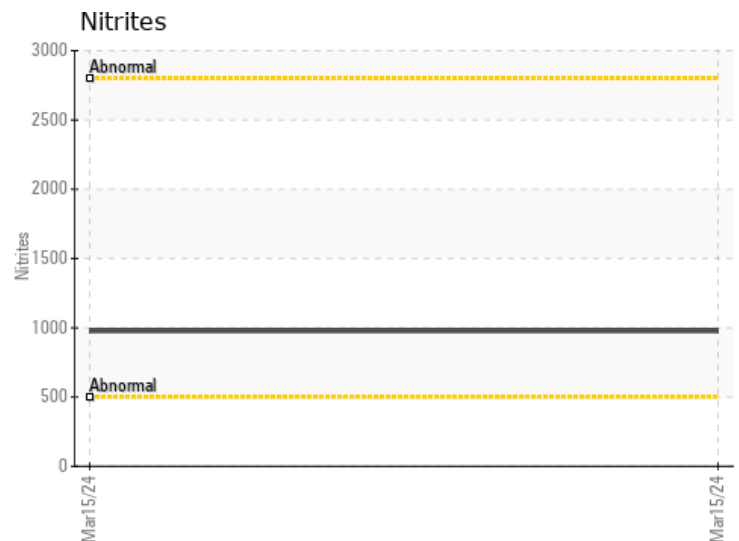 Nitrites
3000
Abnormal
2500
2000
Nitrites
1500
1000
Abnormal
500
0
Mar15/24
Mar15/24